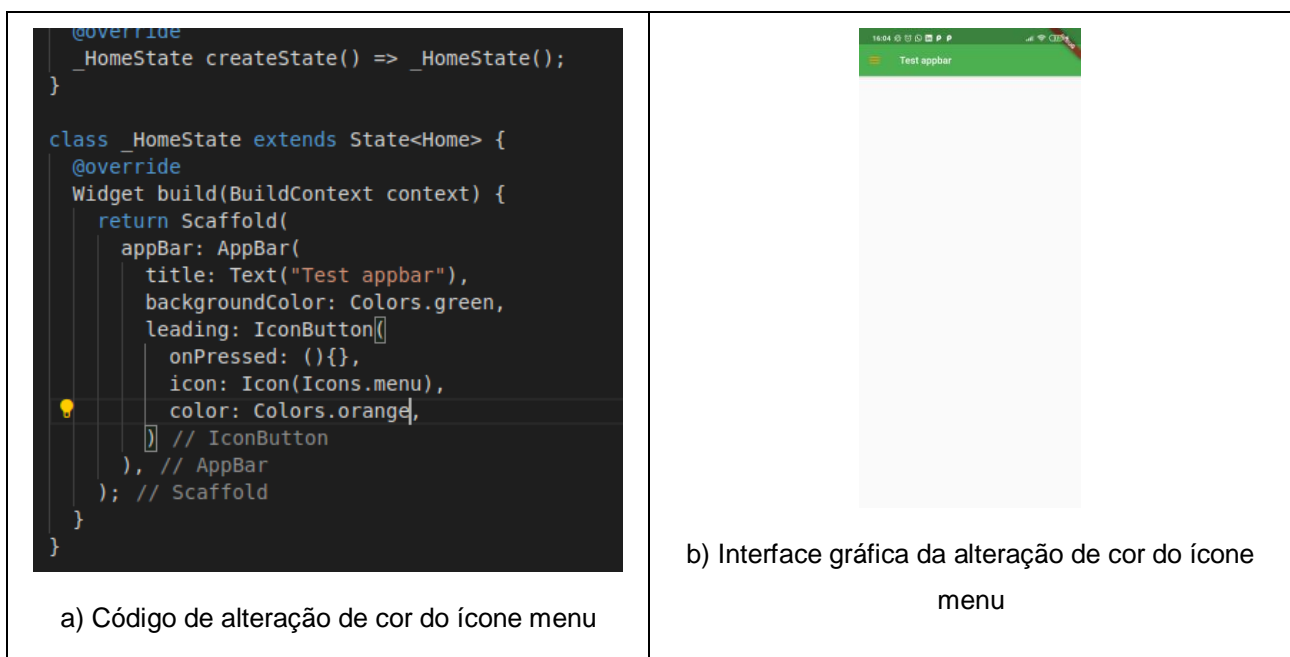 @override
_HomeState createState() => _HomeState();
}
class _HomeState extends State<Home> {
@override
Widget build(BuildContext context) {
return Scaffold(
appBar: AppBar(
title: Text("Test appbar"),
backgroundColor: Colors.green,
leading: IconButton(
onPressed: (){},
icon: Icon(Icons.menu),
color: Colors.orange,
) // IconButton
), // AppBar
); // Scaffold
}
}
a) Código de alteração de cor do ícone menu
16:04
Test appbar
b) Interface gráfica da alteração de cor do ícone
menu